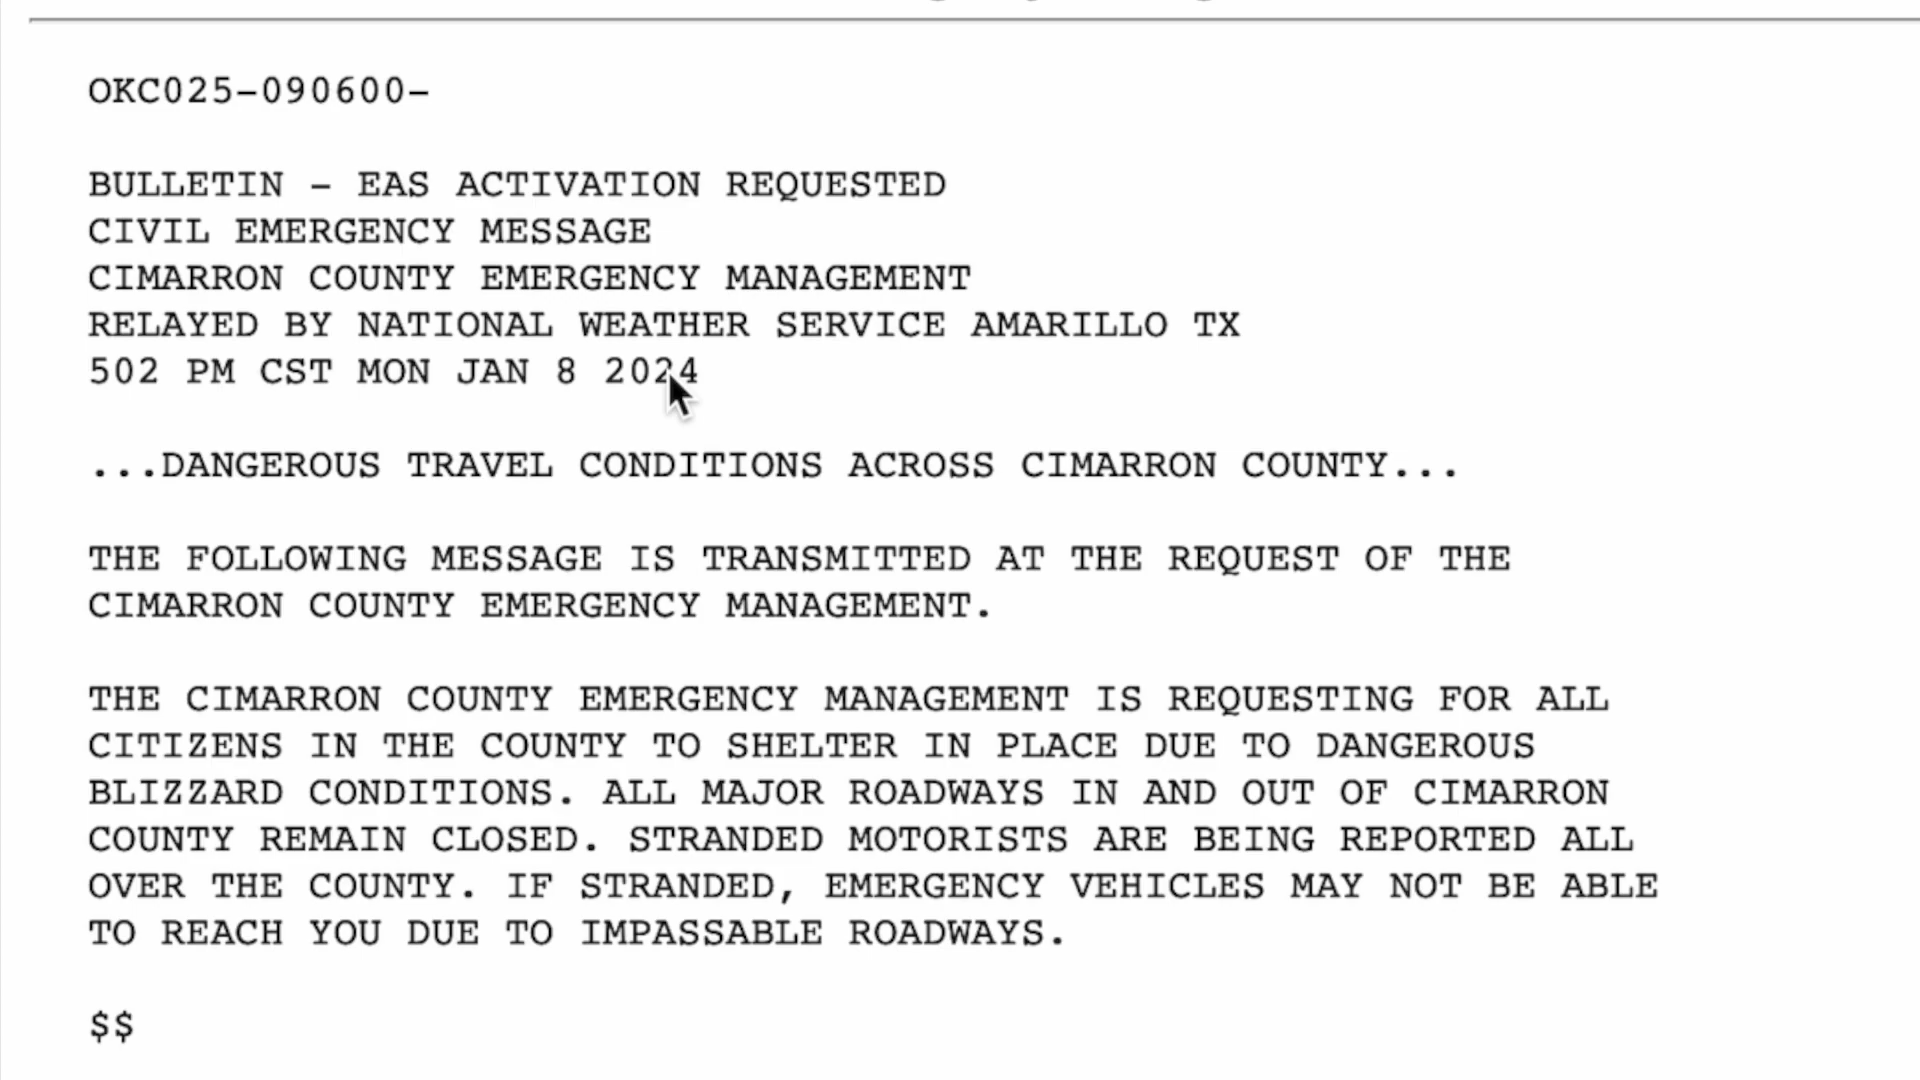 OKC025-090600-
BULLETIN - EAS ACTIVATION REQUESTED
CIVIL EMERGENCY MESSAGE
CIMARRON COUNTY EMERGENCY MANAGEMENT
RELAYED BY NATIONAL WEATHER SERVICE AMARILLO TX
502 PM CST MON JAN 8 2024
...DANGEROUS TRAVEL CONDITIONS ACROSS CIMARRON COUNTY...
THE FOLLOWING MESSAGE IS TRANSMITTED AT THE REQUEST OF THE
CIMARRON COUNTY EMERGENCY MANAGEMENT.
THE CIMARRON COUNTY EMERGENCY MANAGEMENT IS REQUESTING FOR ALL
CITIZENS IN THE COUNTY TO SHELTER IN PLACE DUE TO DANGEROUS
BLIZZARD CONDITIONS. ALL MAJOR ROADWAYS IN AND OUT OF CIMARRON
COUNTY REMAIN CLOSED. STRANDED MOTORISTS ARE BEING REPORTED ALL
OVER THE COUNTY. IF STRANDED, EMERGENCY VEHICLES MAY NOT BE ABLE
TO REACH YOU DUE TO IMPASSABLE ROADWAYS.
$$